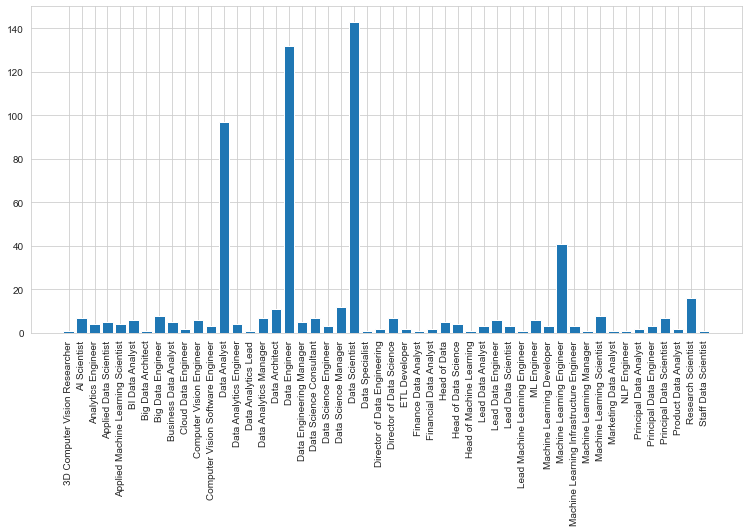 140
120
100
80
60
40
20
0
3D Computer Vision Researcher
AI Scientist
Analytics Engineer
Applied Data Scientist
Applied Machine Learning Scientist
BI Data Analyst
Big Data Architect
Big Data Engineer
Business Data Analyst
Cloud Data Engineer
Computer Vision Engineer
Computer Vision Software Engineer
Data Analyst
Data Analytics Engineer
Data Analytics Lead
Data Analytics Manager
Data Architect
Data Engineer
Data Engineering Manager
Data Science Consultant
Data Science Engineer
Data Science Manager
Data Scientist
Data Specialist
Director of Data Engineering
Director of Data Science
ETL Developer
Finance Data Analyst
Financial Data Analyst
Head of Data
Head of Data Science
Head of Machine Learning
Lead Data Analyst
Lead Data Engineer
Lead Data Scientist
Lead Machine Learning Engineer
ML Engineer
Machine Learning Developer
Machine Learning Engineer
Machine Learning Infrastructure Engineer
Machine Learning Manager
Machine Learning Scientist
Marketing Data Analyst
NLP Engineer
Principal Data Analyst
Principal Data Engineer
Principal Data Scientist
Product Data Analyst
Research Scientist
Staff Data Scientist